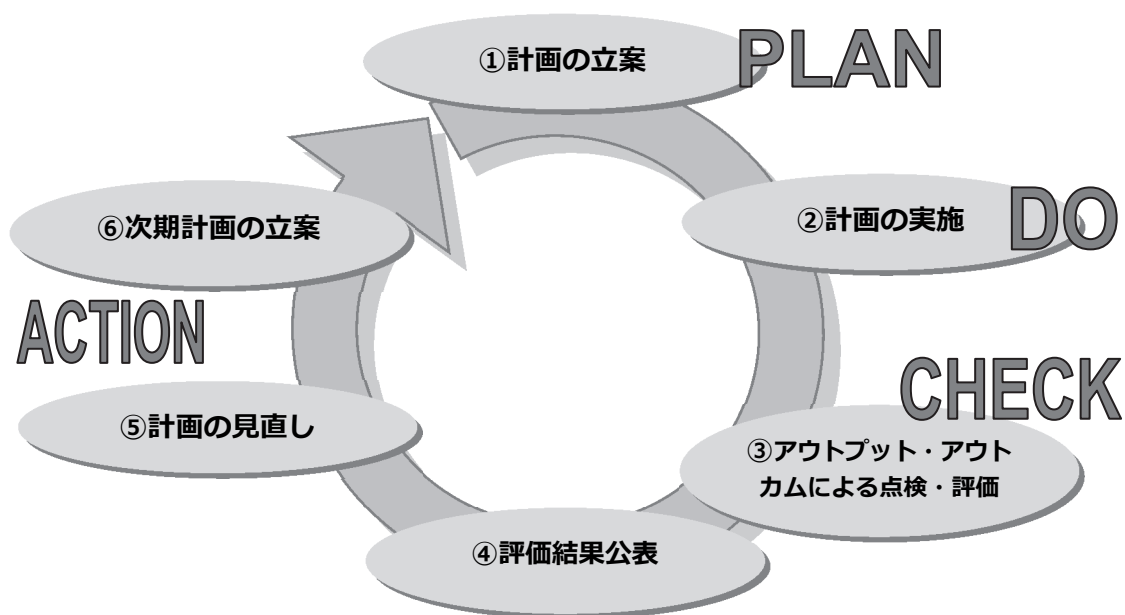 ①計画の立案
PLAN
②計画の実施
DO
CHECK
③アウトプット・アウト
カムによる点検・評価
④評価結果公表
⑤計画の見直し
ACTION
⑥次期計画の立案